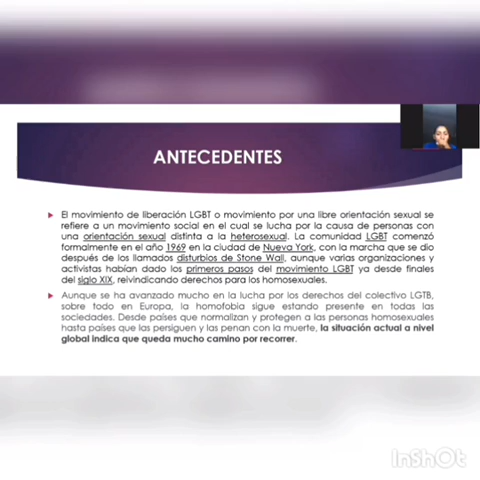 ANTECEDENTES
El movimiento de liberación LGBT o movimiento por una libre orientación sexual se
refiere a un movimiento social en el cual se lucha por la causa de personas con
una orientación sexual distinta a la heterosexual. La comunidad LGBT comenzó
formalmente en el año 1969 en la ciudad de Nueva York, con la marcha que se dio
después de los llamados disturbios de Stone Wall, aunque varias organizaciones y
activistas habían dado los primeros pasos del movimiento LGBT ya desde finales
del siglo XIX, reivindicando derechos para los homosexuales.
Aunque se ha avanzado mucho en la lucha por los derechos del colectivo LGTB,
sobre todo en Europa, la homofobia sigue estando presente en todas las
sociedades. Desde países que normalizan y protegen a las personas homosexuales
hasta países que las persiguen y las penan con la muerte, la situación actual a nivel
global indica que queda mucho camino por recorrer.
InShOt